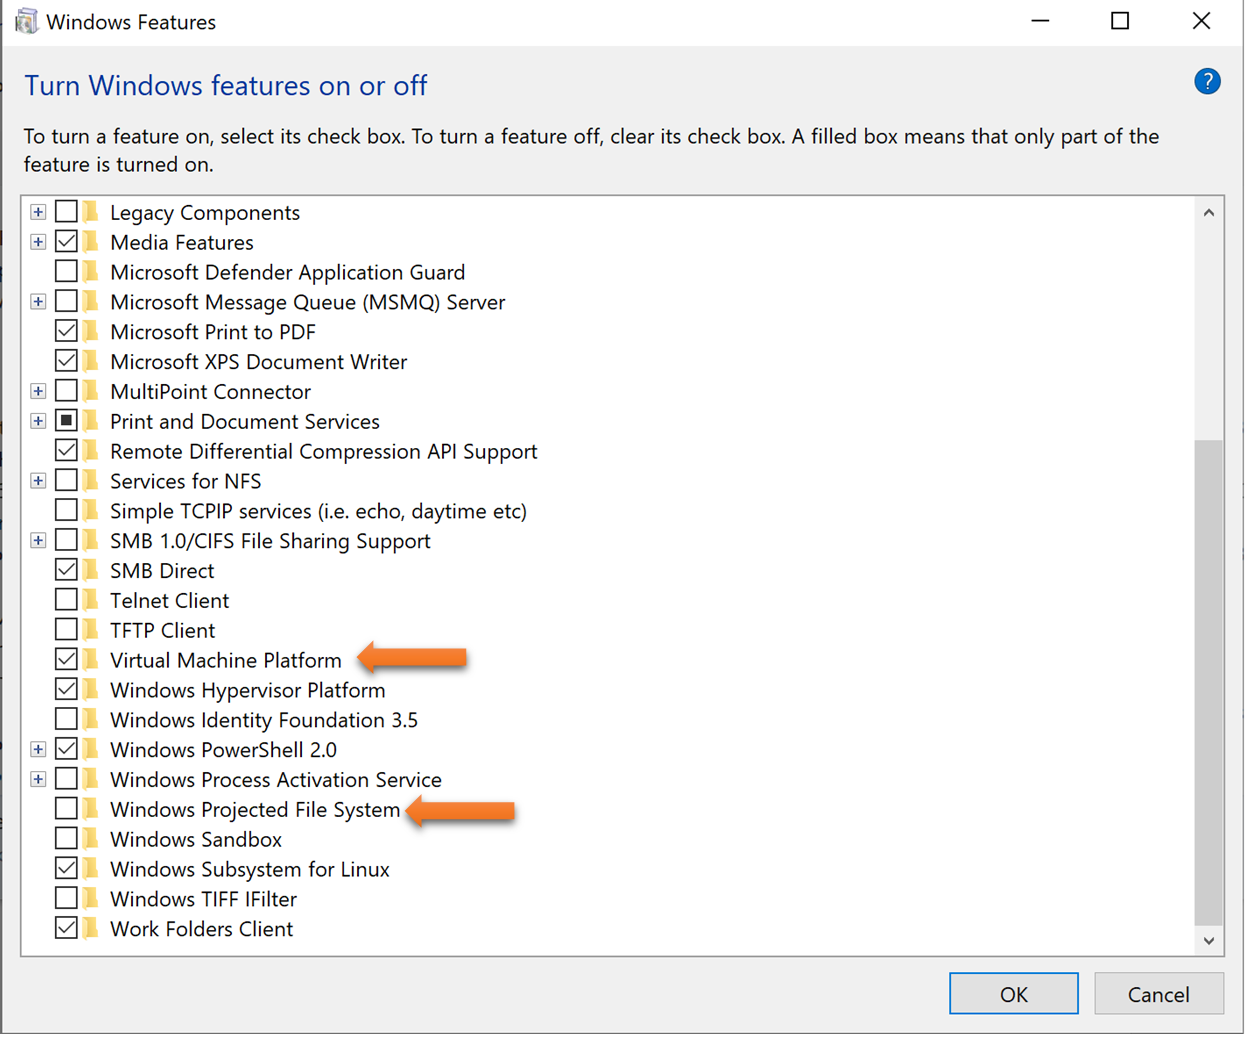 Windows Features
Turn Windows features on or off
?
To turn a feature on, select its check box. To turn a feature off, clear its check box. A filled box means that only part of the
feature is turned on.
Legacy Components
Media Features
Microsoft Defender Application Guard
Microsoft Message Queue (MSMQ) Server
Microsoft Print to PDF
Microsoft XPS Document Writer
MultiPoint Connector
Print and Document Services
Remote Differential Compression API Support
Services for NFS
Simple TCPIP services (i.e. echo, daytime etc)
SMB 1.0/CIFS File Sharing Support
SMB Direct
Telnet Client
TFTP Client
Virtual Machine Platform
Windows Hypervisor Platform
Windows Identity Foundation 3.5
Windows PowerShell 2.0
Windows Process Activation Service
Windows Projected File System
Windows Sandbox
Windows Subsystem for Linux
Windows TIFF IFilter
Work Folders Client
OK
Cancel